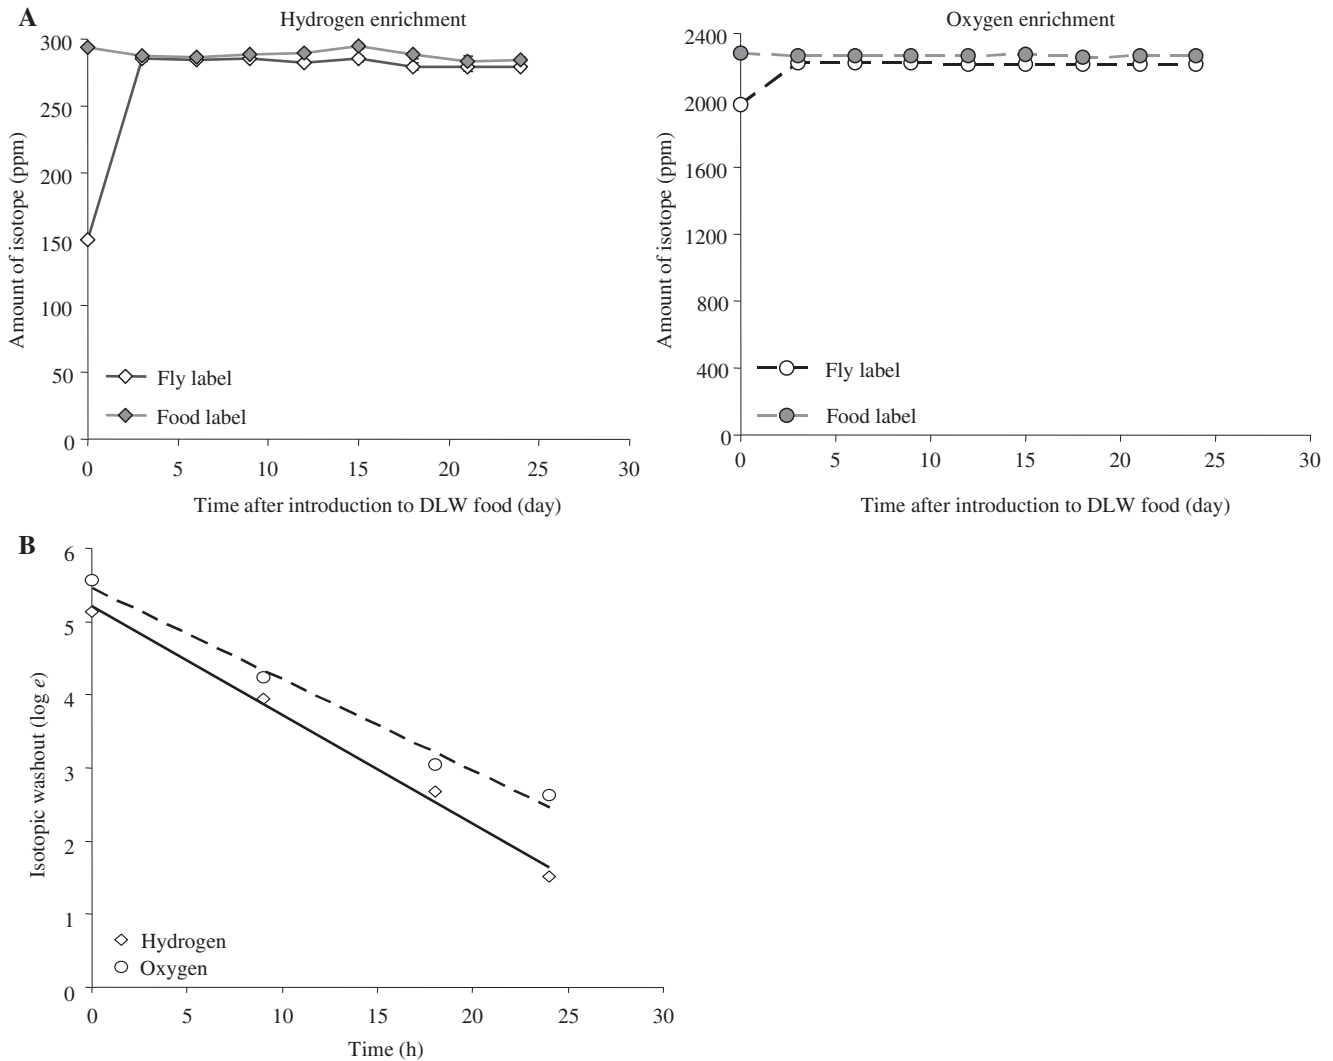 A
Hydrogen enrichment
300
250
200
150
100
50
0
0 5 10 15 20 25 30
Amount of isotope (ppm)
Fly label
Food label
Time after introduction to DLW food (day)
Oxygen enrichment
2400
2000
1600
1200
800
400
0
0 5 10 15 20 25 30
Amount of isotope (ppm)
Fly label
Food label
Time after introduction to DLW food (day)
B
6
5
4
3
2
1
0
0 5 10 15 20 25 30
Isotopic washout (log e)
Hydrogen
Oxygen
Time (h)